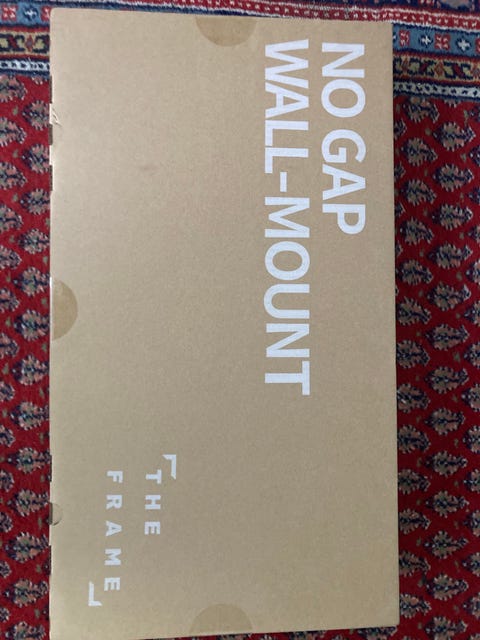 NO GAP
WALL-MOUNT
THE
FRAME